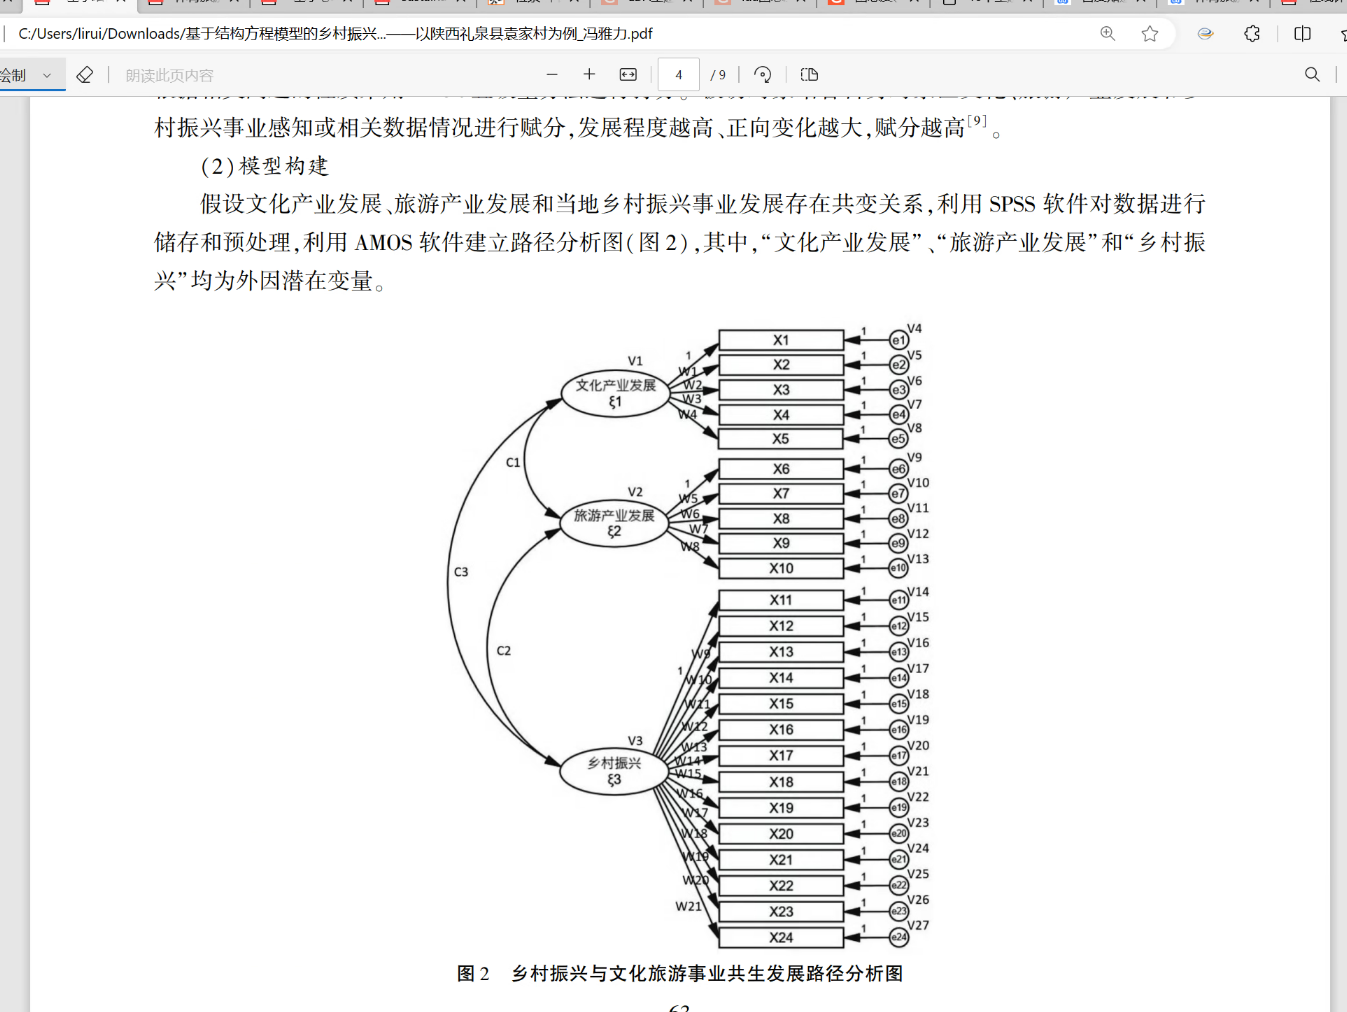 C:/Users/lirui/Downloads/基于结构方程模型的乡村振兴...——以陕西礼泉县袁家村为例_冯雅力.pdf
绘制
朗读此页内容
4
/ 9
村振兴事业感知或相关数据情况进行赋分,发展程度越高、正向变化越大,赋分越高[9]。
(2)模型构建
假设文化产业发展、旅游产业发展和当地乡村振兴事业发展存在共变关系,利用 SPSS 软件对数据进行
储存和预处理,利用 AMOS 软件建立路径分析图(图2),其中,“文化产业发展”、“旅游产业发展”和“乡村振
兴”均为外因潜在变量。
V1
文化产业发展
ξ1
1
W1
W2
W3
W4
X1
1
e1
V4
X2
1
e2
V5
X3
1
e3
V6
X4
1
e4
V7
X5
1
e5
V8
C1
V2
旅游产业发展
ξ2
1
W5
W6
W7
W8
X6
1
e6
V9
X7
1
e7
V10
X8
1
e8
V11
X9
1
e9
V12
X10
1
e10
V13
C3
C2
V3
乡村振兴
ξ3
1
W9
W10
W11
W12
W13
W14
W15
W16
W17
W18
W19
W20
W21
X11
1
e11
V14
X12
1
e12
V15
X13
1
e13
V16
X14
1
e14
V17
X15
1
e15
V18
X16
1
e16
V19
X17
1
e17
V20
X18
1
e18
V21
X19
1
e19
V22
X20
1
e20
V23
X21
1
e21
V24
X22
1
e22
V25
X23
1
e23
V26
X24
1
e24
V27
图 2 乡村振兴与文化旅游事业共生发展路径分析图